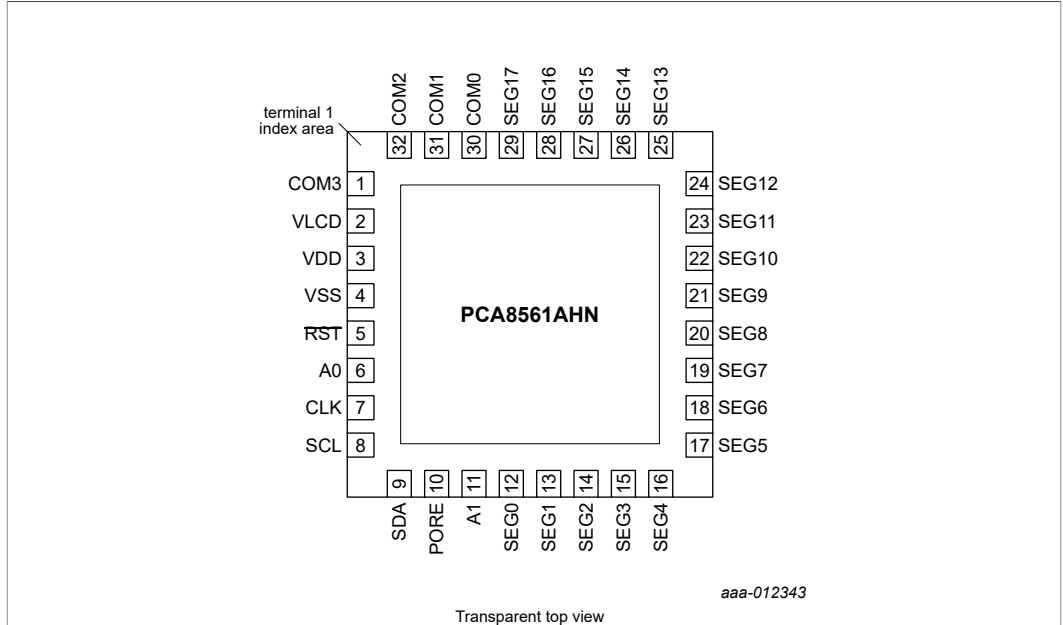 terminal 1
index area
32 COM2
31 COM1
30 COM0
29 SEG17
28 SEG16
27 SEG15
26 SEG14
25 SEG13
COM3 1
VLCD 2
VDD 3
VSS 4
RST 5
A0 6
CLK 7
SCL 8
24 SEG12
23 SEG11
22 SEG10
21 SEG9
20 SEG8
19 SEG7
18 SEG6
17 SEG5
PCA8561AHN
SDA 9
PORE 10
A1 11
SEG0 12
SEG1 13
SEG2 14
SEG3 15
SEG4 16
aaa-012343
Transparent top view